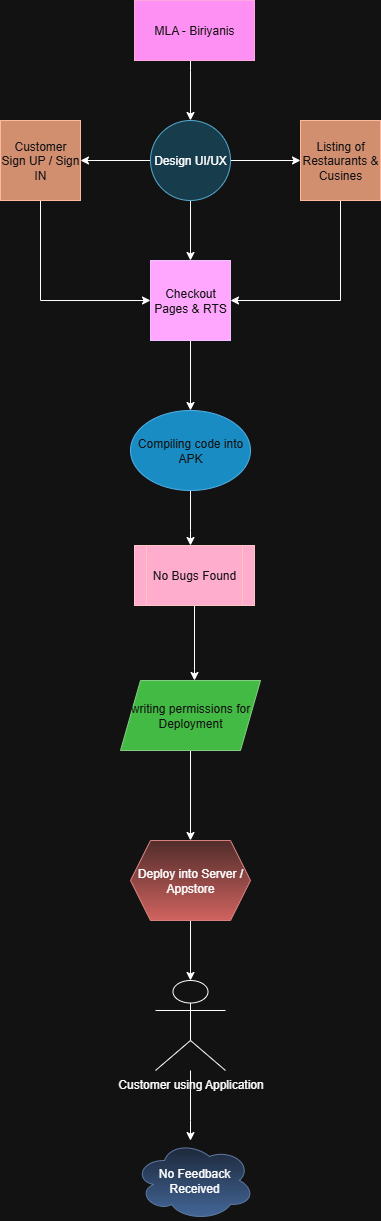 MLA - Biriyanis
Customer
Sign UP / Sign
IN
Design UI/UX
Listing of
Restaurants &
Cusines
Checkout
Pages & RTS
Compiling code into
APK
No Bugs Found
writing permissions for
Deployment
Deploy into Server /
Appstore
Customer using Application
No Feedback
Received